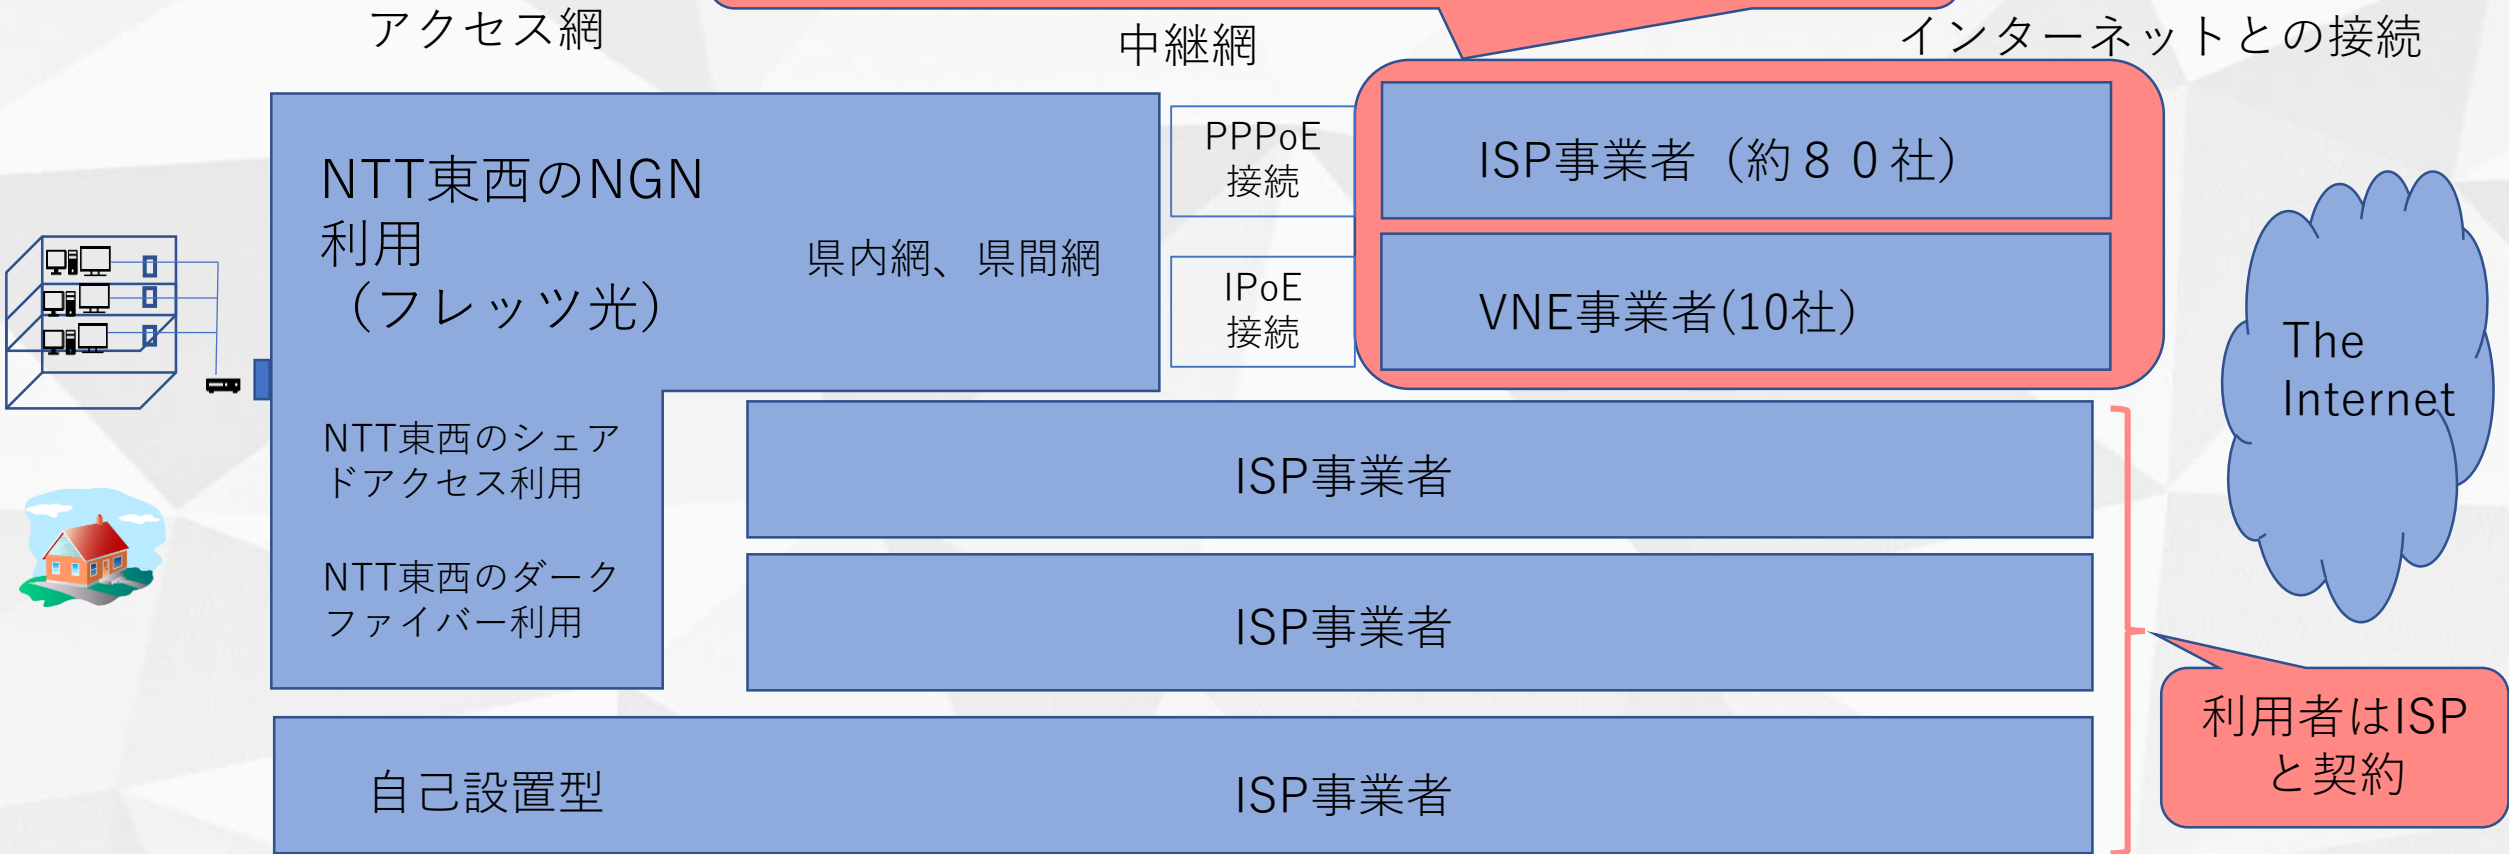 アクセス網
中継網
インターネットとの接続
NTT東西のNGN
利用
（フレッツ光）
県内網、県間網
PPPoE
接続
ISP事業者（約８０社）
IPoE
接続
VNE事業者(10社）
The
Internet
NTT東西のシェア
ドアクセス利用
ISP事業者
NTT東西のダーク
ファイバー利用
ISP事業者
自己設置型
ISP事業者
利用者はISP
と契約